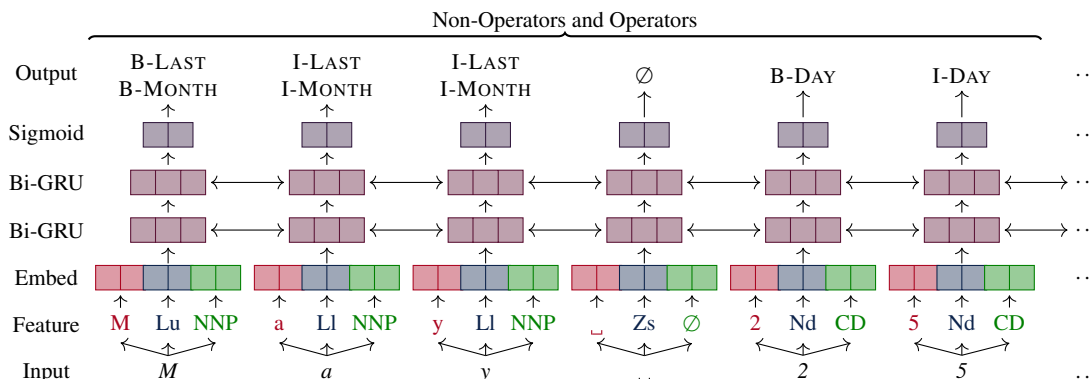 Non-Operators and Operators
Output B-LAST I-LAST I-LAST ∅ B-DAY I-DAY ...
B-MONTH I-MONTH I-MONTH
Sigmoid ...
Bi-GRU ...
Bi-GRU ...
Embed ...
Feature M Lu NNP a Ll NNP y Ll NNP ␣ Zs ∅ 2 Nd CD 5 Nd CD ...
Input M a y ␣ 2 5 ...